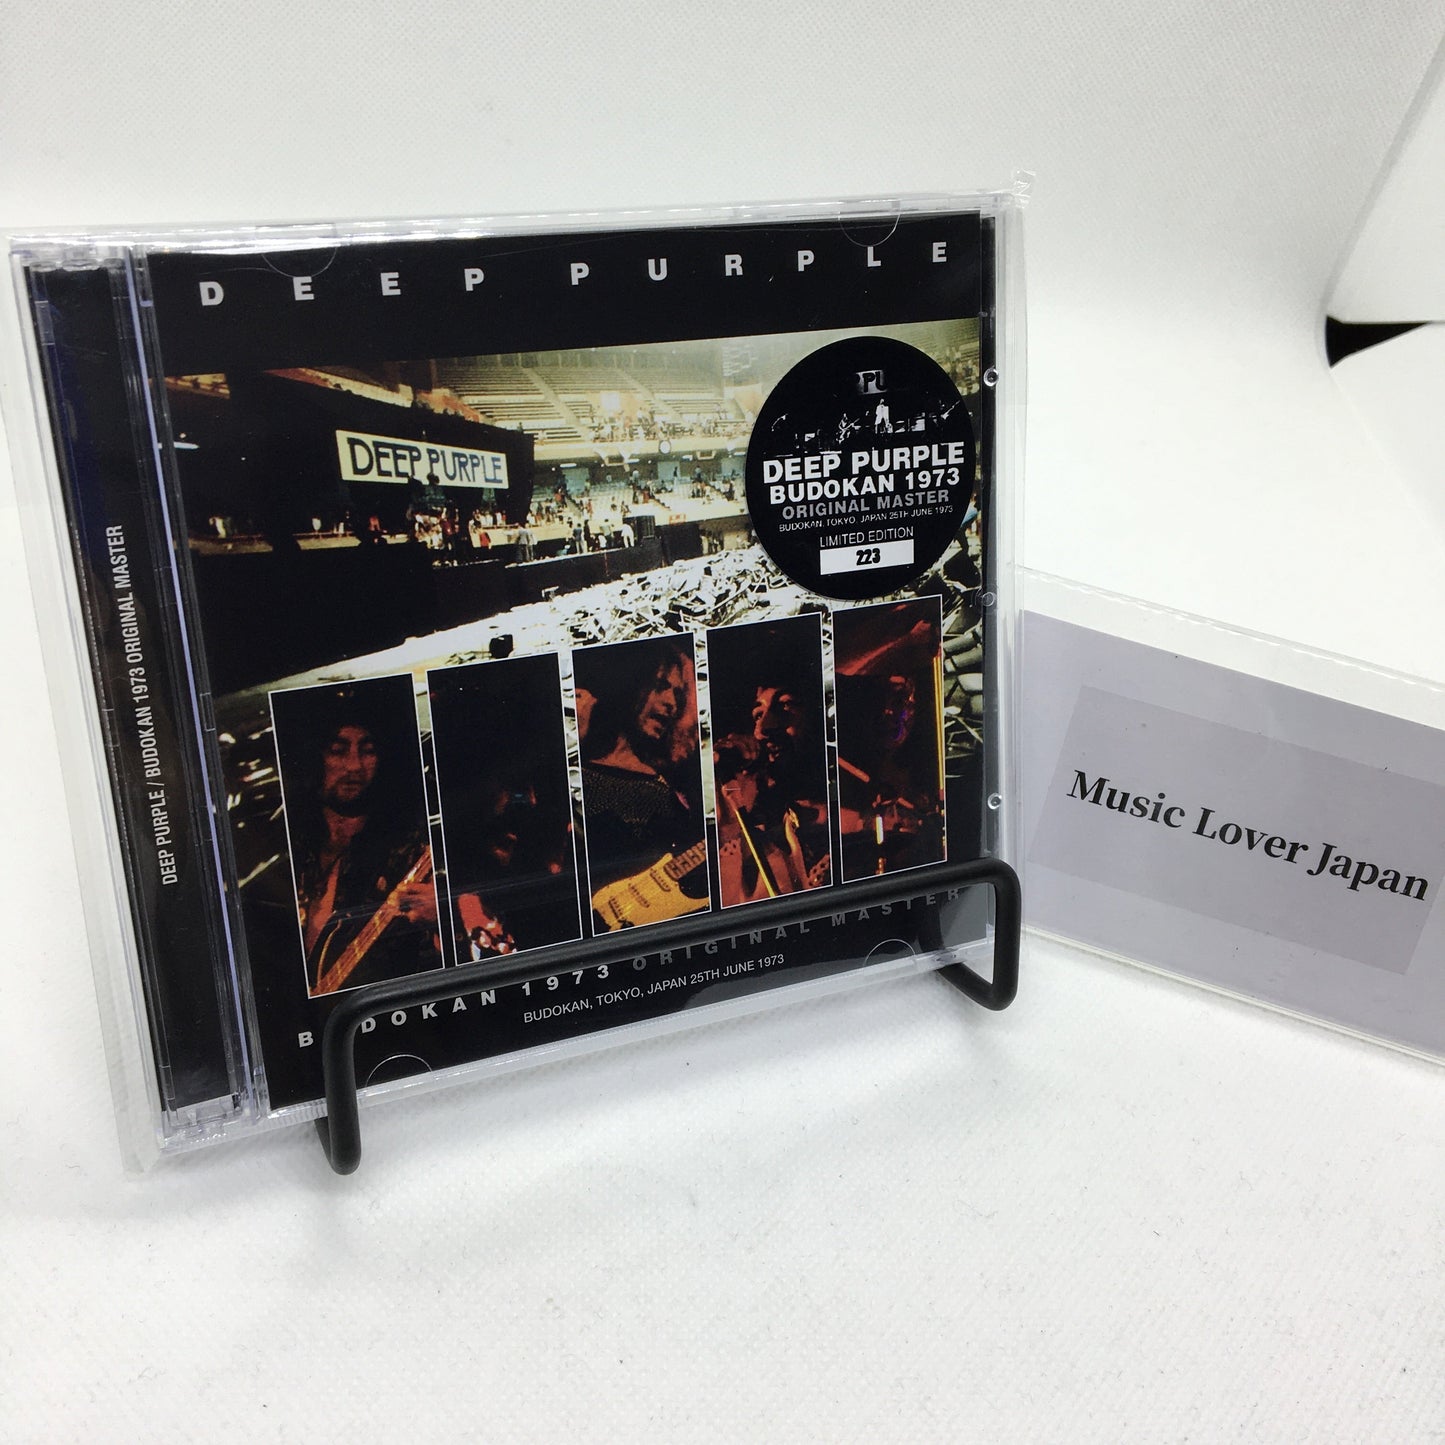 DEEP PURPLE
DEEP PURPLE
PU
DEEP PURPLE
BUDOKAN 1973
ORIGINAL MASTER
BUDOKAN, TOKYO, JAPAN 25TH JUNE 1973
LIMITED EDITION
223
DEEP PURPLE / BUDOKAN 1973 ORIGINAL MASTER
BUDOKAN 1973 ORIGINAL MASTER
BUDOKAN, TOKYO, JAPAN 25TH JUNE 1973
Music Lover Japan